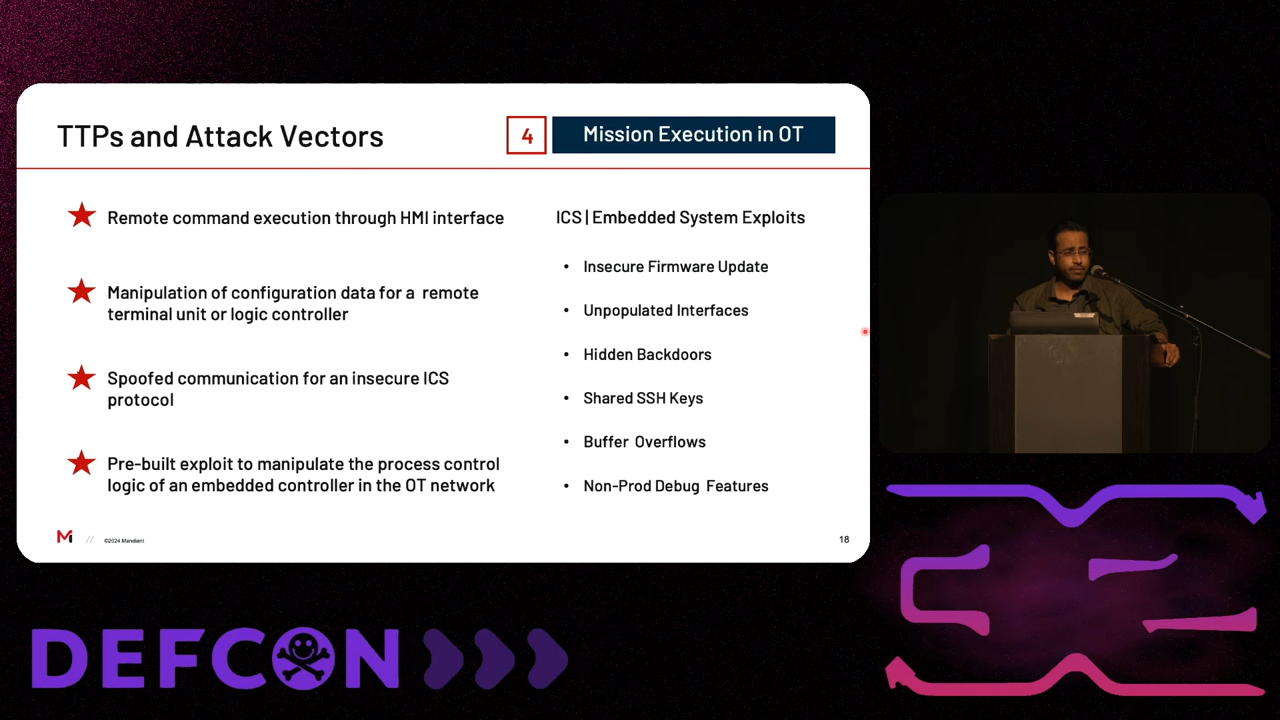 TTPs and Attack Vectors
4
Mission Execution in OT
Remote command execution through HMI interface
Manipulation of configuration data for a remote
terminal unit or logic controller
Spoofed communication for an insecure ICS
protocol
Pre-built exploit to manipulate the process control
logic of an embedded controller in the OT network
ICS | Embedded System Exploits
• Insecure Firmware Update
• Unpopulated Interfaces
• Hidden Backdoors
• Shared SSH Keys
• Buffer Overflows
• Non-Prod Debug Features
M // ©2024 Mandiant
18
DEFCON